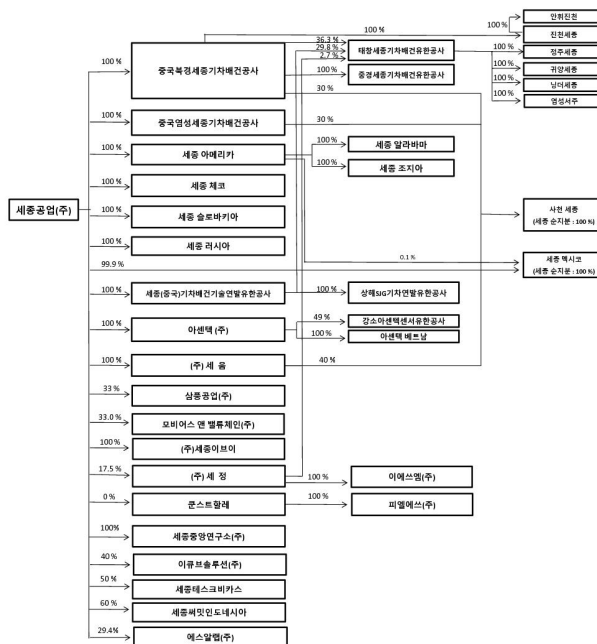 100 %
안휘진천
100 %
진천세종
36.3 %
29.8 %
2.7 %
태창세종기차배건유한공사
100 %
정주세종
100 %
중국북경세종기차배건공사
100 %
중경세종기차배건유한공사
100 %
귀양세종
30 %
100 %
닝더세종
100 %
염성서주
100 %
중국염성세종기차배건공사
30 %
100 %
세종 아메리카
100 %
세종 알라바마
100 %
세종 조지아
100 %
세종 체코
세종공업(주)
100 %
세종 슬로바키아
사천 세종
(세종 순지분 : 100 %)
100 %
세종 러시아
99.9 %
0.1 %
세종 멕시코
(세종 순지분 : 100 %)
100 %
세종(중국)기차배건기술연발유한공사
100 %
상해SJG기차연발유한공사
100 %
아센텍 (주)
49 %
강소아센텍센서유한공사
100 %
아센텍 베트남
100 %
(주) 세 움
40 %
33 %
삼풍공업(주)
33.0 %
모비어스 앤 밸류체인(주)
100 %
(주)세종이브이
17.5 %
(주) 세 정
100 %
이에쓰엠(주)
0 %
쿤스트할레
100 %
피엘에쓰(주)
100%
세종중앙연구소(주)
40 %
이큐브솔루션(주)
50 %
세종테스크비카스
60 %
세종써밋인도네시아
29.4%
에스알랩(주)